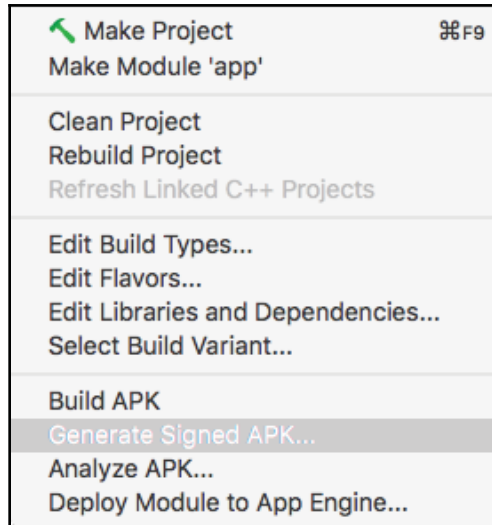 Make Project ⌘F9
Make Module 'app'
Clean Project
Rebuild Project
Refresh Linked C++ Projects
Edit Build Types...
Edit Flavors...
Edit Libraries and Dependencies...
Select Build Variant...
Build APK
Generate Signed APK...
Analyze APK...
Deploy Module to App Engine...